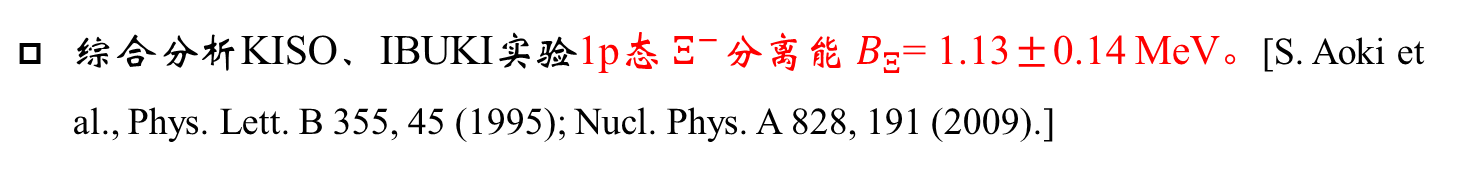 综合分析KISO、IBUKI实验1p态 Ξ⁻ 分离能 B_Ξ= 1.13±0.14 MeV。[S. Aoki et
al., Phys. Lett. B 355, 45 (1995); Nucl. Phys. A 828, 191 (2009).]